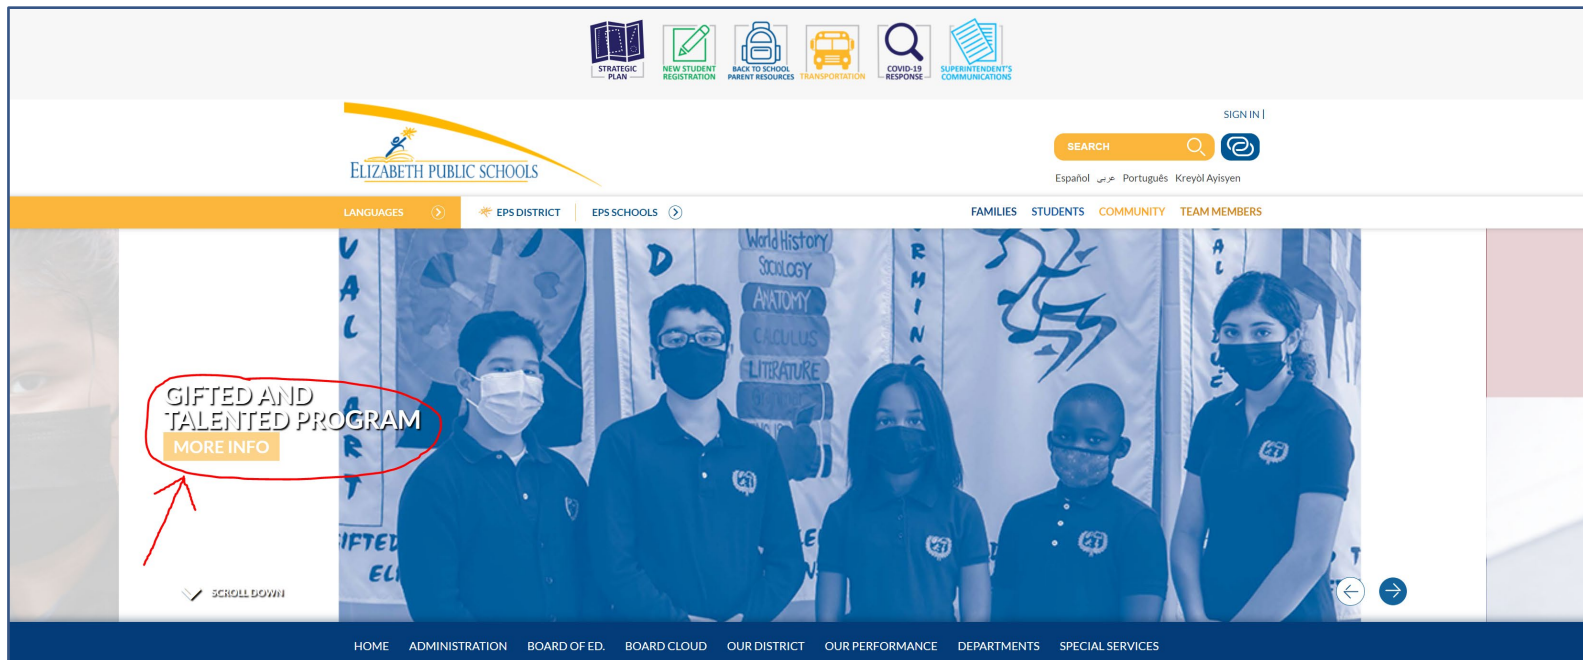 STRATEGIC
PLAN
NEW STUDENT
REGISTRATION
BACK TO SCHOOL
PARENT RESOURCES
TRANSPORTATION
COVID-19
RESPONSE
SUPERINTENDENT'S
COMMUNICATIONS
SIGN IN |
ELIZABETH PUBLIC SCHOOLS
SEARCH
Español عربي Português Kreyòl Ayisyen
LANGUAGES
EPS DISTRICT
EPS SCHOOLS
FAMILIES STUDENTS COMMUNITY TEAM MEMBERS
World History
SOCIOLOGY
ANATOMY
CALCULUS
LITERATURE
GIFTED AND
TALENTED PROGRAM
MORE INFO
GIFTED
SCROLL DOWN
HOME ADMINISTRATION BOARD OF ED. BOARD CLOUD OUR DISTRICT OUR PERFORMANCE DEPARTMENTS SPECIAL SERVICES